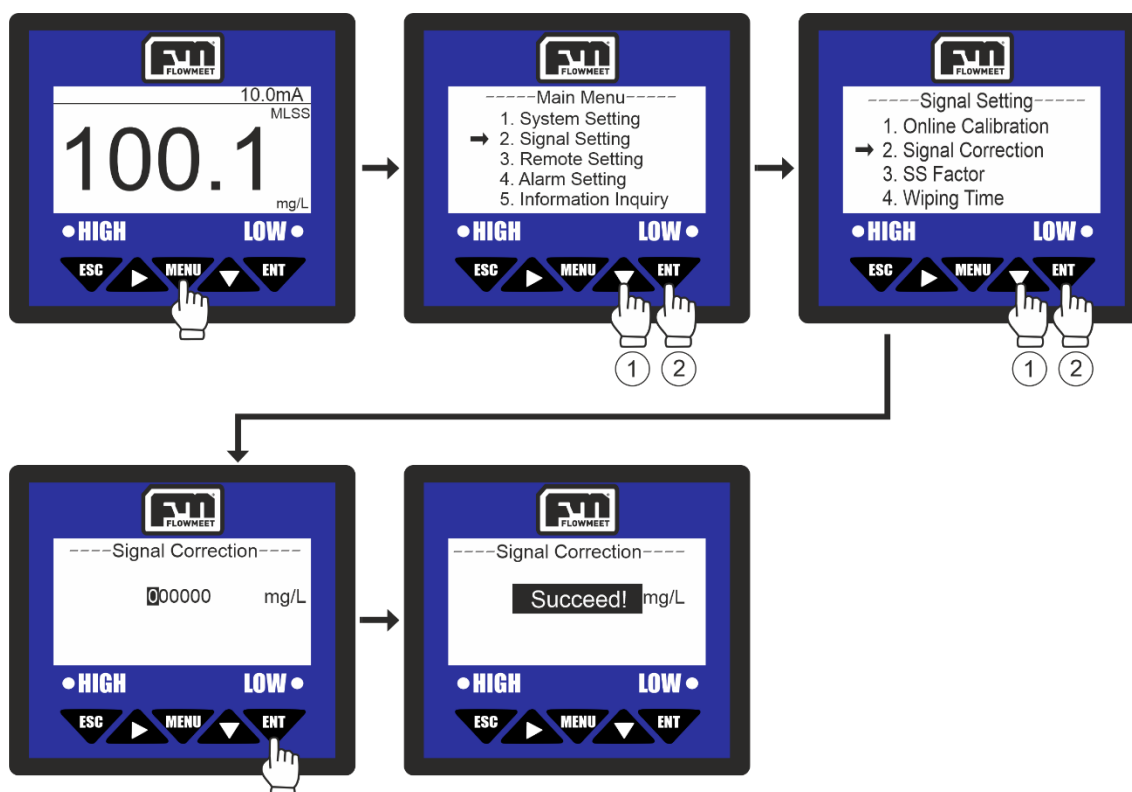 FLOWMEET
10.0mA
MLSS
100.1
mg/L
HIGH LOW
ESC MENU ENT
FLOWMEET
-----Main Menu-----
1. System Setting
2. Signal Setting
3. Remote Setting
4. Alarm Setting
5. Information Inquiry
HIGH LOW
ESC MENU ENT
1 2
FLOWMEET
-----Signal Setting----
1. Online Calibration
2. Signal Correction
3. SS Factor
4. Wiping Time
HIGH LOW
ESC MENU ENT
1 2
FLOWMEET
----Signal Correction----
000000 mg/L
HIGH LOW
ESC MENU ENT
FLOWMEET
----Signal Correction----
Succeed! mg/L
HIGH LOW
ESC MENU ENT